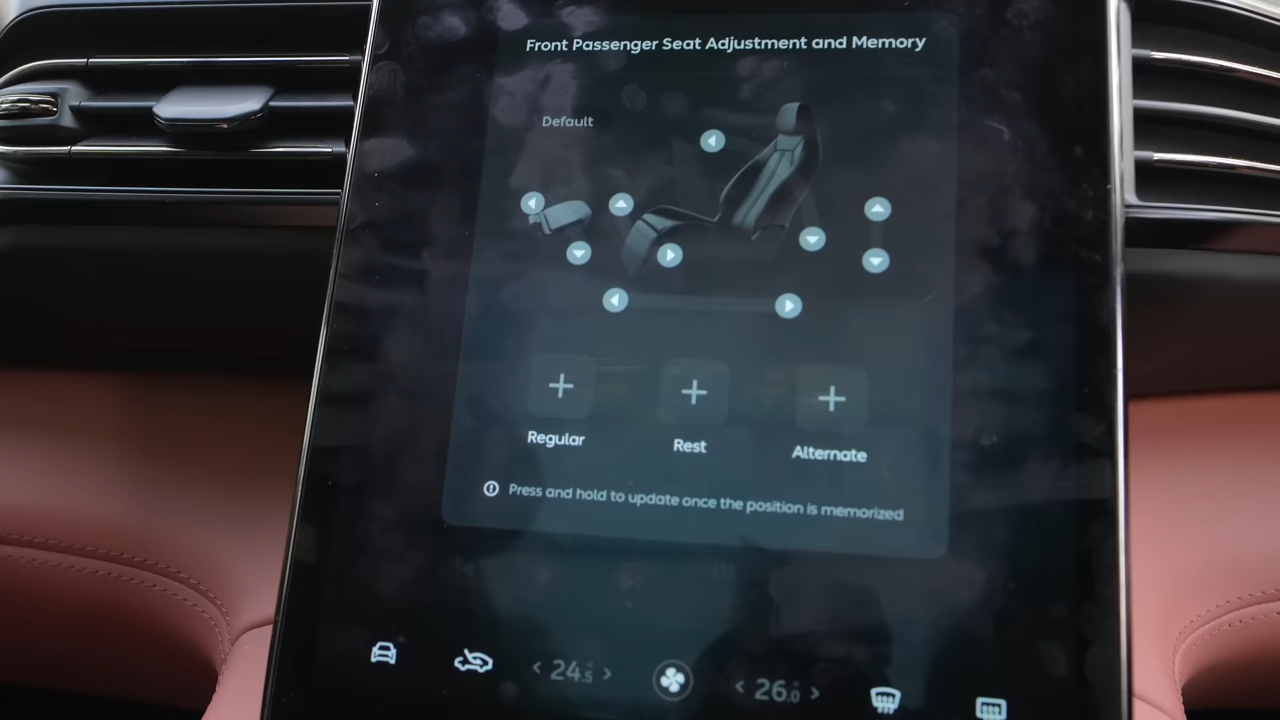 Front Passenger Seat Adjustment and Memory
Default
Regular
Rest
Alternate
Press and hold to update once the position is memorized
< 24.5 >
< 26.0 >